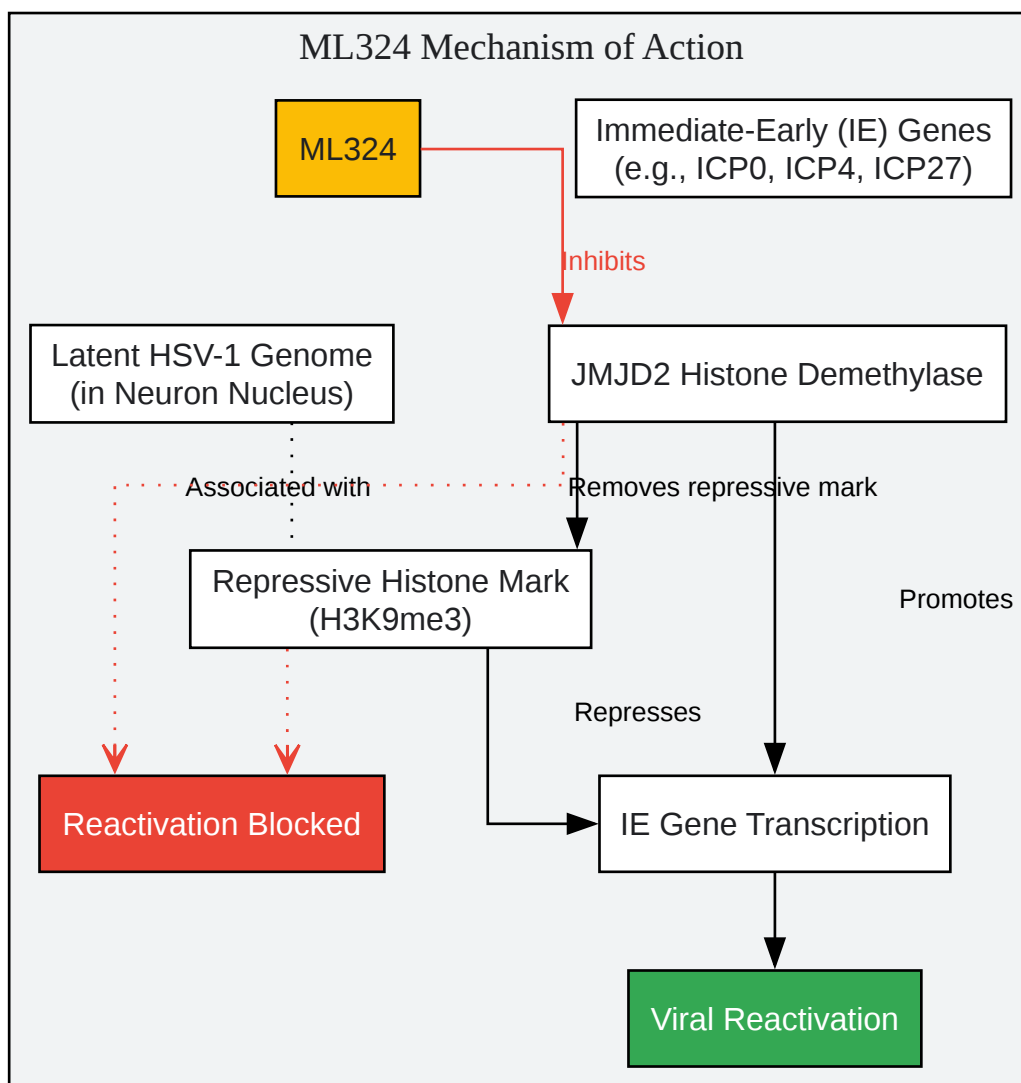 ML324 Mechanism of Action
ML324
Immediate-Early (IE) Genes
(e.g., ICP0, ICP4, ICP27)
Inhibits
Latent HSV-1 Genome
(in Neuron Nucleus)
JMJD2 Histone Demethylase
Associated with
Removes repressive mark
Repressive Histone Mark
(H3K9me3)
Promotes
Represses
Reactivation Blocked
IE Gene Transcription
Viral Reactivation